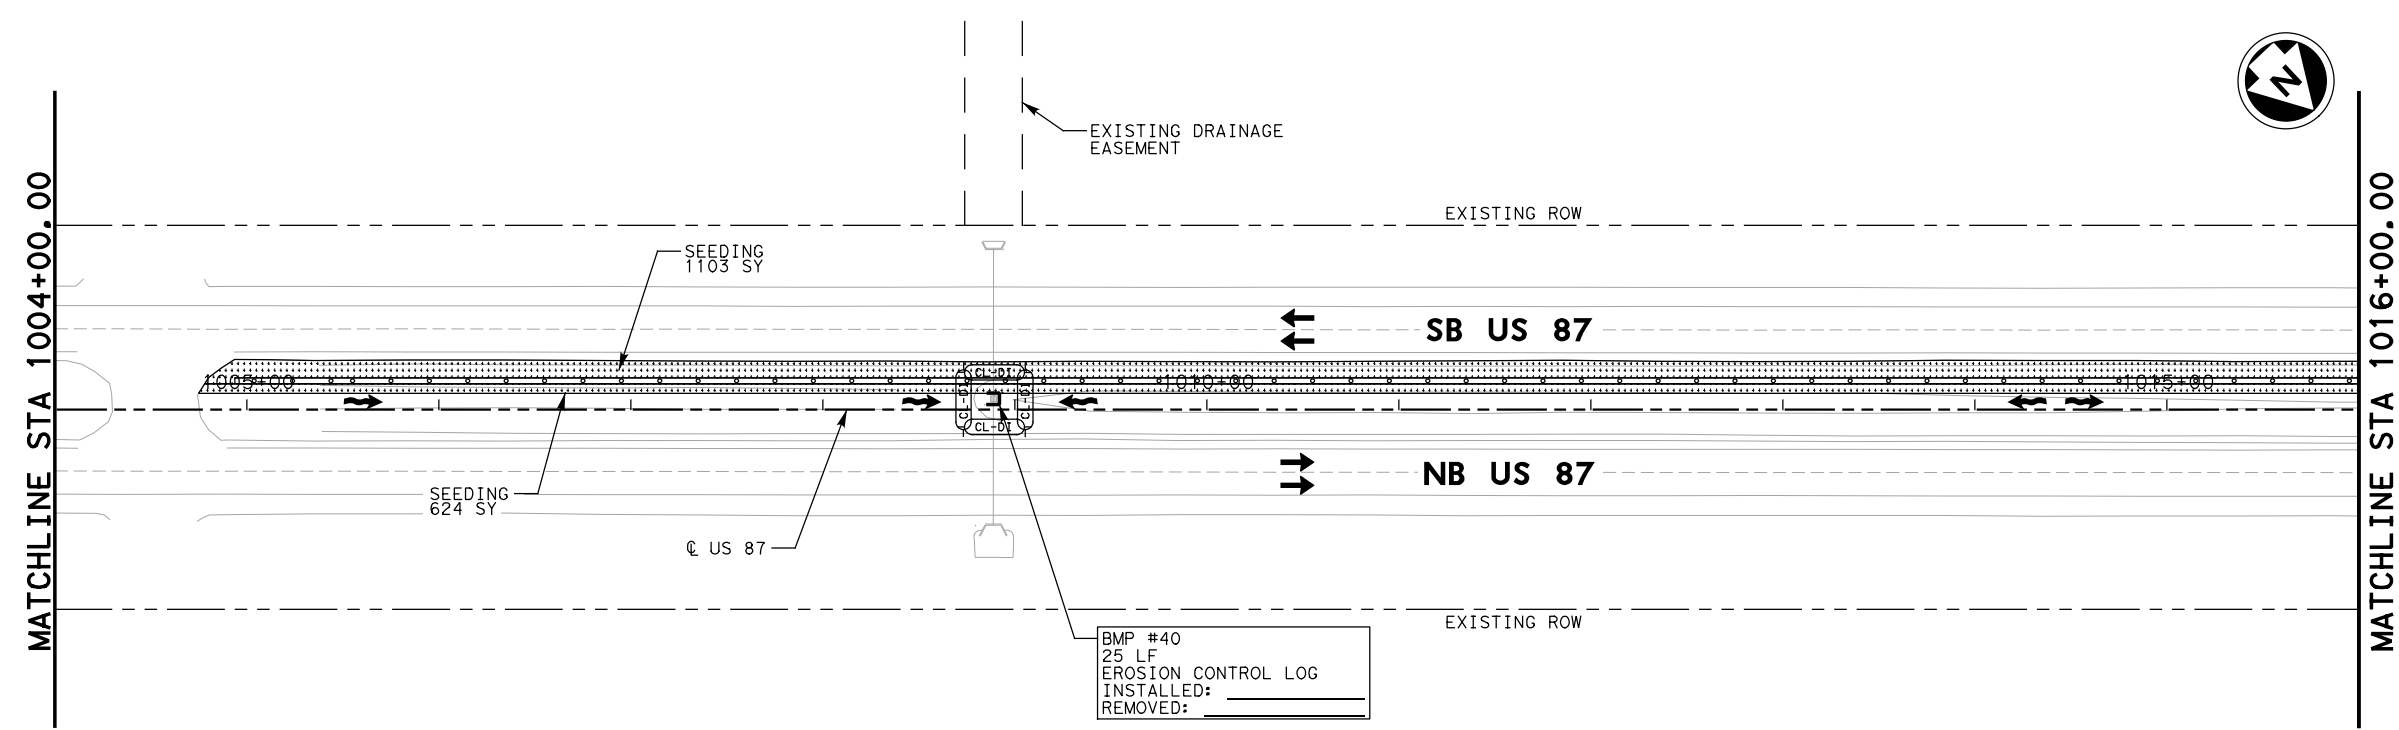 N
EXISTING DRAINAGE
EASEMENT
EXISTING ROW
SEEDING
1103 SY
MATCHLINE STA 1004+00.00
MATCHLINE STA 1016+00.00
SB US 87
1005+00
1010+00
1015+00
CL-DI
CL-DI
CL-DI
CL-DI
NB US 87
SEEDING
624 SY
℄ US 87
EXISTING ROW
BMP #40
25 LF
EROSION CONTROL LOG
INSTALLED:
REMOVED: